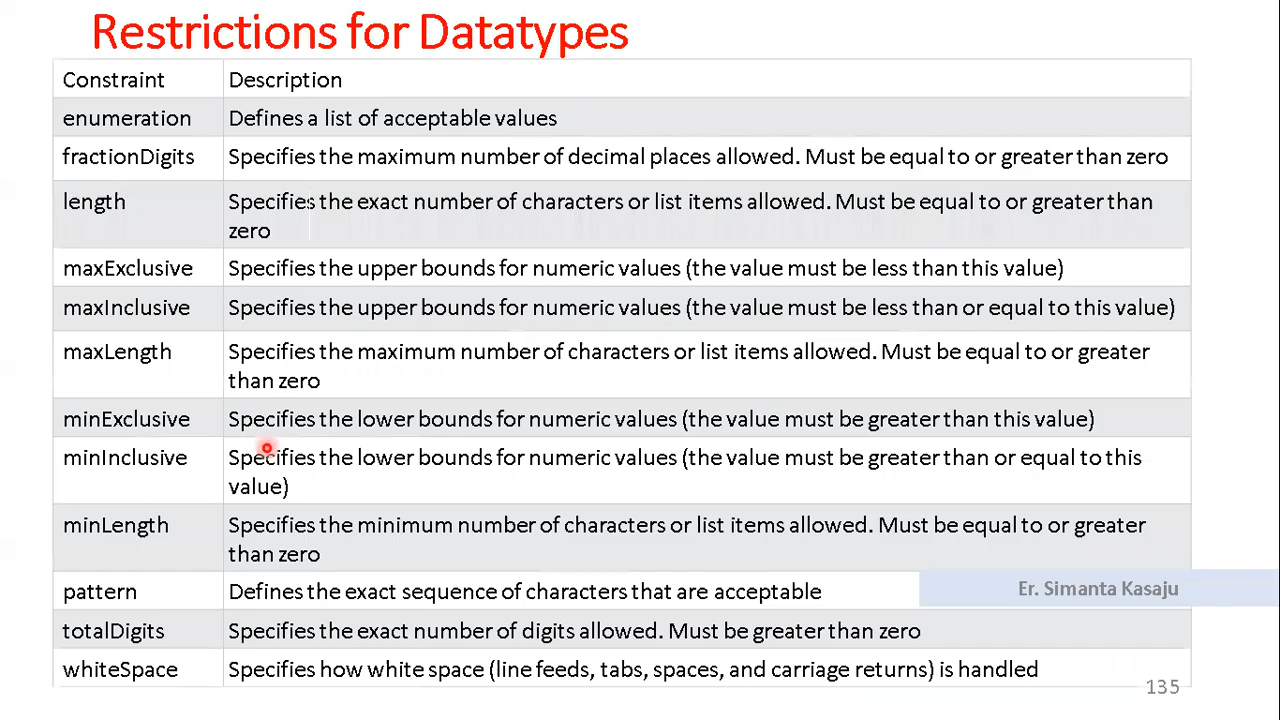 Restrictions for Datatypes
Constraint Description
enumeration Defines a list of acceptable values
fractionDigits Specifies the maximum number of decimal places allowed. Must be equal to or greater than zero
length Specifies the exact number of characters or list items allowed. Must be equal to or greater than
zero
maxExclusive Specifies the upper bounds for numeric values (the value must be less than this value)
maxInclusive Specifies the upper bounds for numeric values (the value must be less than or equal to this value)
maxLength Specifies the maximum number of characters or list items allowed. Must be equal to or greater
than zero
minExclusive Specifies the lower bounds for numeric values (the value must be greater than this value)
minInclusive Specifies the lower bounds for numeric values (the value must be greater than or equal to this
value)
minLength Specifies the minimum number of characters or list items allowed. Must be equal to or greater
than zero
pattern Defines the exact sequence of characters that are acceptable
Er. Simanta Kasaju
totalDigits Specifies the exact number of digits allowed. Must be greater than zero
whiteSpace Specifies how white space (line feeds, tabs, spaces, and carriage returns) is handled
135